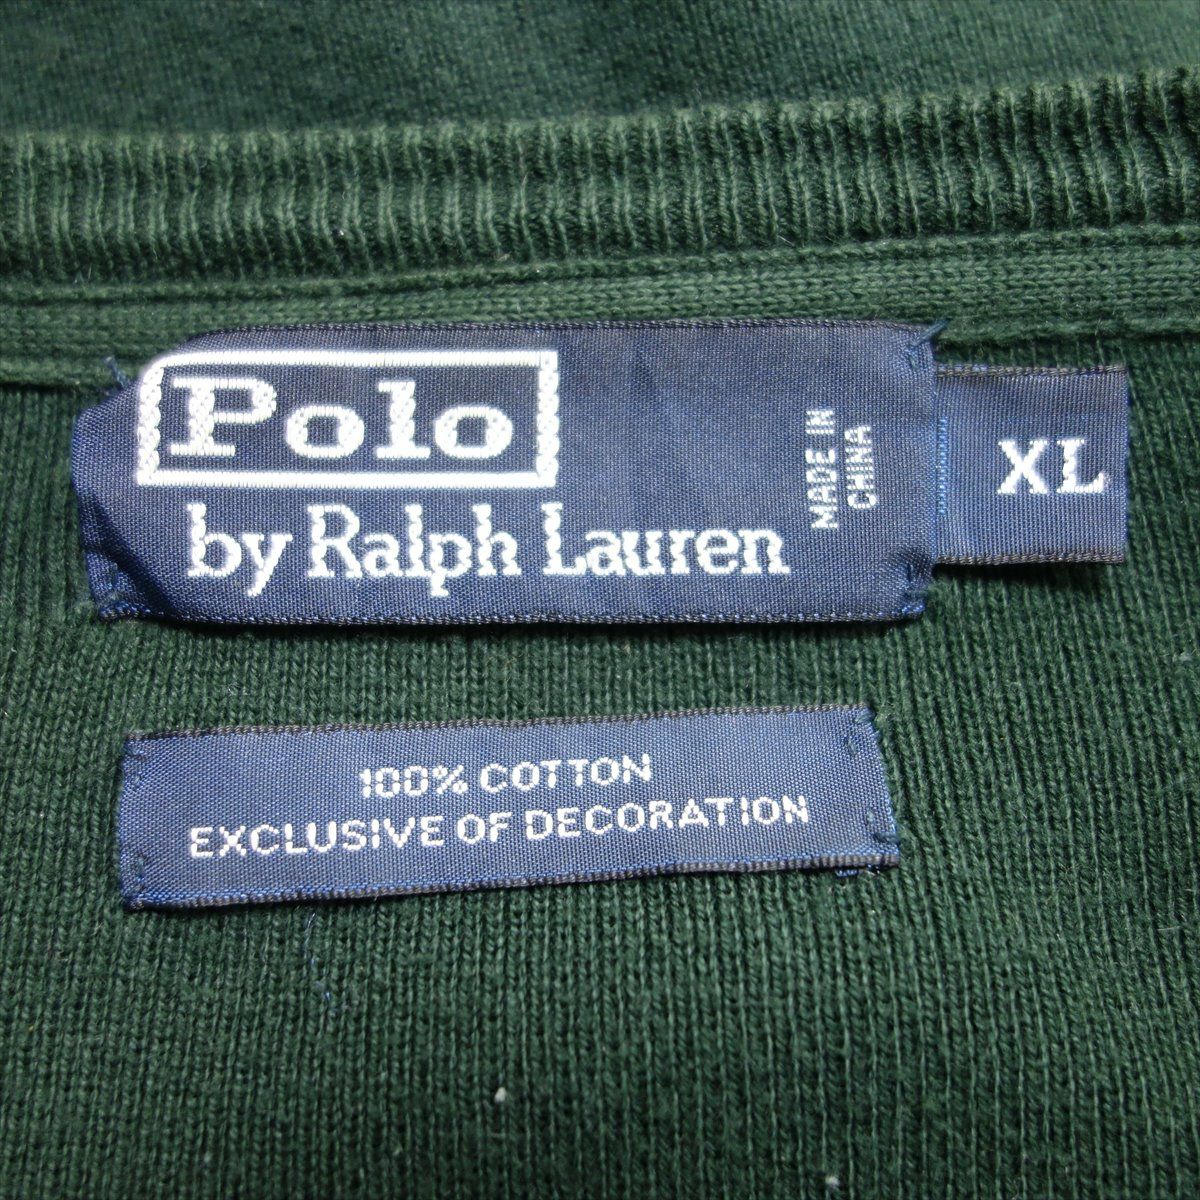 Polo
by Ralph Lauren
MADE IN
CHINA
XL
100% COTTON
EXCLUSIVE OF DECORATION